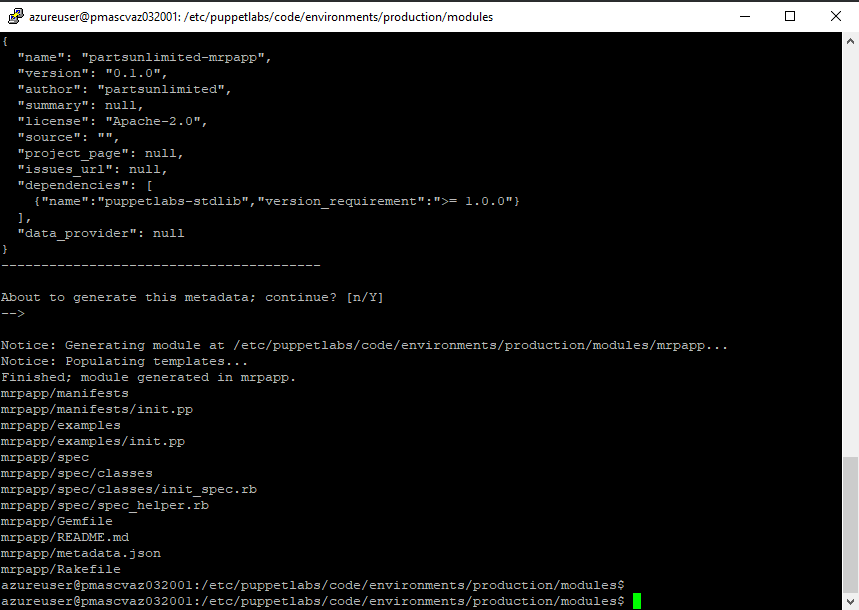 azureuser@pmascvaz032001: /etc/puppetlabs/code/environments/production/modules
{
  "name": "partsunlimited-mrpapp",
  "version": "0.1.0",
  "author": "partsunlimited",
  "summary": null,
  "license": "Apache-2.0",
  "source": "",
  "project_page": null,
  "issues_url": null,
  "dependencies": [
    {"name":"puppetlabs-stdlib","version_requirement":">= 1.0.0"}
  ],
  "data_provider": null
}
----------------------------------------
About to generate this metadata; continue? [n/Y]
-->
Notice: Generating module at /etc/puppetlabs/code/environments/production/modules/mrpapp...
Notice: Populating templates...
Finished; module generated in mrpapp.
mrpapp/manifests
mrpapp/manifests/init.pp
mrpapp/examples
mrpapp/examples/init.pp
mrpapp/spec
mrpapp/spec/classes
mrpapp/spec/classes/init_spec.rb
mrpapp/spec/spec_helper.rb
mrpapp/Gemfile
mrpapp/README.md
mrpapp/metadata.json
mrpapp/Rakefile
azureuser@pmascvaz032001:/etc/puppetlabs/code/environments/production/modules$
azureuser@pmascvaz032001:/etc/puppetlabs/code/environments/production/modules$